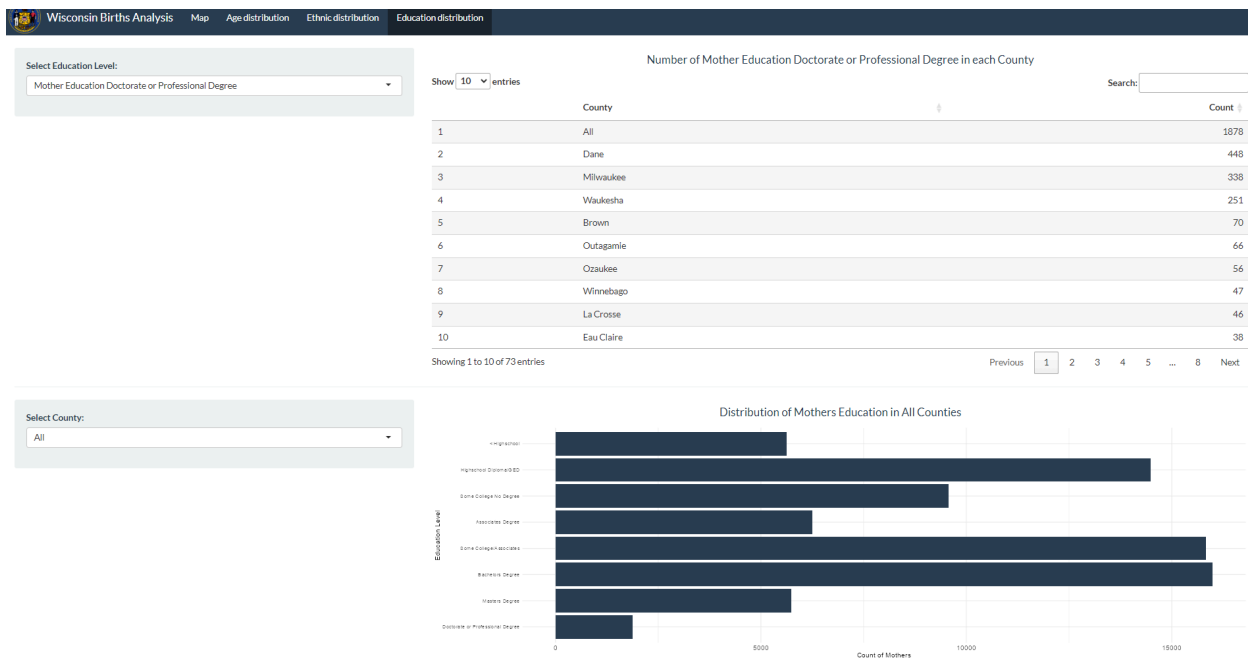 Wisconsin Births Analysis Map Age distribution Ethnic distribution Education distribution
Select Education Level:
Mother Education Doctorate or Professional Degree
Number of Mother Education Doctorate or Professional Degree in each County
Show 10 entries
Search:
County Count
1 All 1878
2 Dane 448
3 Milwaukee 338
4 Waukesha 251
5 Brown 70
6 Outagamie 66
7 Ozaukee 56
8 Winnebago 47
9 La Crosse 46
10 Eau Claire 38
Showing 1 to 10 of 73 entries
Previous 1 2 3 4 5 ... 8 Next
Select County:
All
Distribution of Mothers Education in All Counties
Education Level
<Highschool
Highschool Diploma/GED
Some College No Degree
Associates Degree
Some College/Associates
Bachelors Degree
Masters Degree
Doctorate or Professional Degree
0 5000 10000 15000
Count of Mothers